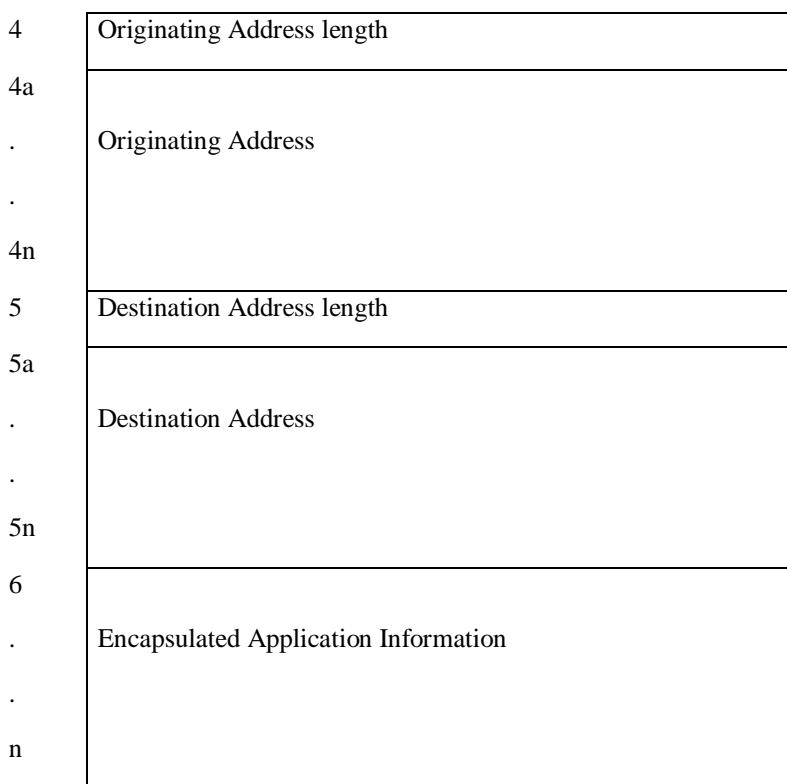 4 Originating Address length
4a
. Originating Address
.
4n
5 Destination Address length
5a
. Destination Address
.
5n
6
. Encapsulated Application Information
.
n